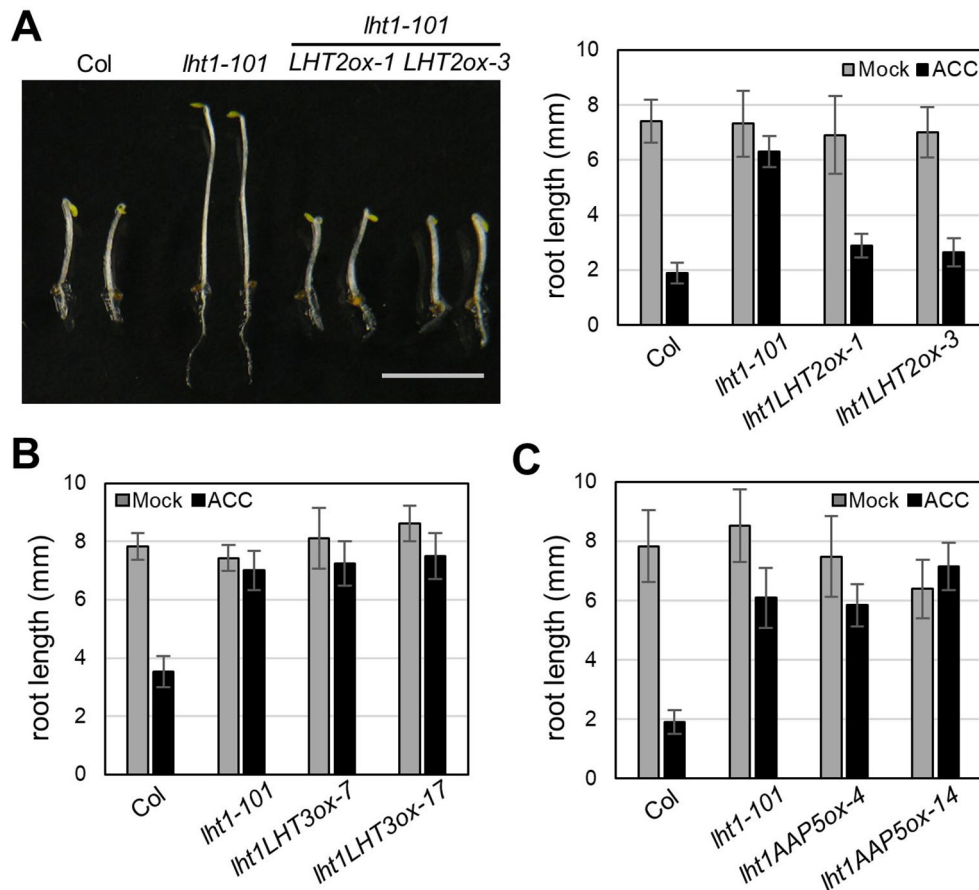 A
lht1-101
Col lht1-101 LHT2ox-1 LHT2ox-3
Mock ACC
root length (mm)
10
8
6
4
2
0
Col
lht1-101
lht1LHT2ox-1
lht1LHT2ox-3
B
Mock ACC
root length (mm)
10
8
6
4
2
0
Col
lht1-101
lht1LHT3ox-7
lht1LHT3ox-17
C
Mock ACC
root length (mm)
10
8
6
4
2
0
Col
lht1-101
lht1AAP5ox-4
lht1AAP5ox-14